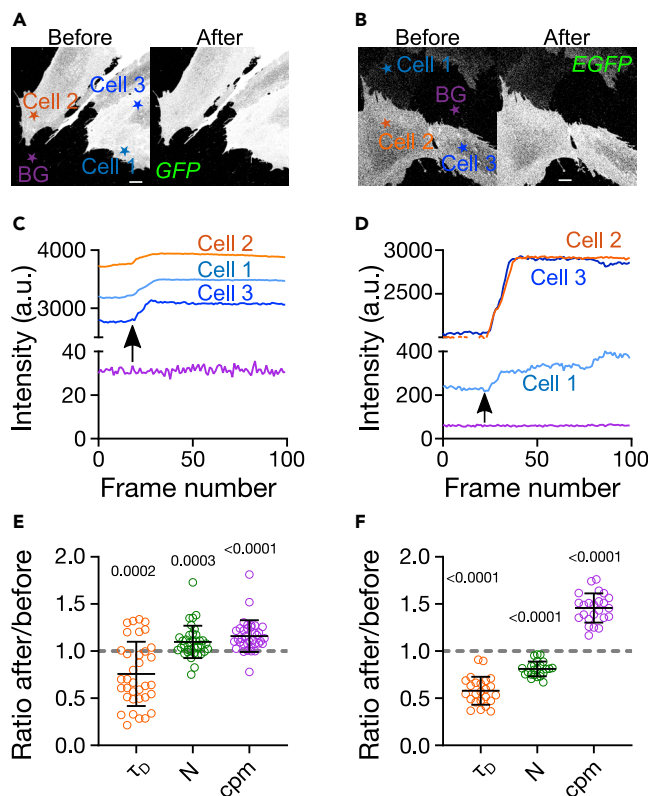 A
Before
After
Cell 3
Cell 2
BG
Cell 1
GFP
B
Before
After
Cell 1
EGFP
BG
Cell 2
Cell 3
C
4000
3000
40
20
0
Intensity (a.u.)
Cell 2
Cell 1
Cell 3
0
50
100
Frame number
D
3000
2500
400
200
0
Intensity (a.u.)
Cell 2
Cell 3
Cell 1
0
50
100
Frame number
E
2.0
1.5
1.0
0.5
0.0
Ratio after/before
0.0002
0.0003
<0.0001
τD
N
cpm
F
2.0
1.5
1.0
0.5
0.0
Ratio after/before
<0.0001
<0.0001
<0.0001
τD
N
cpm